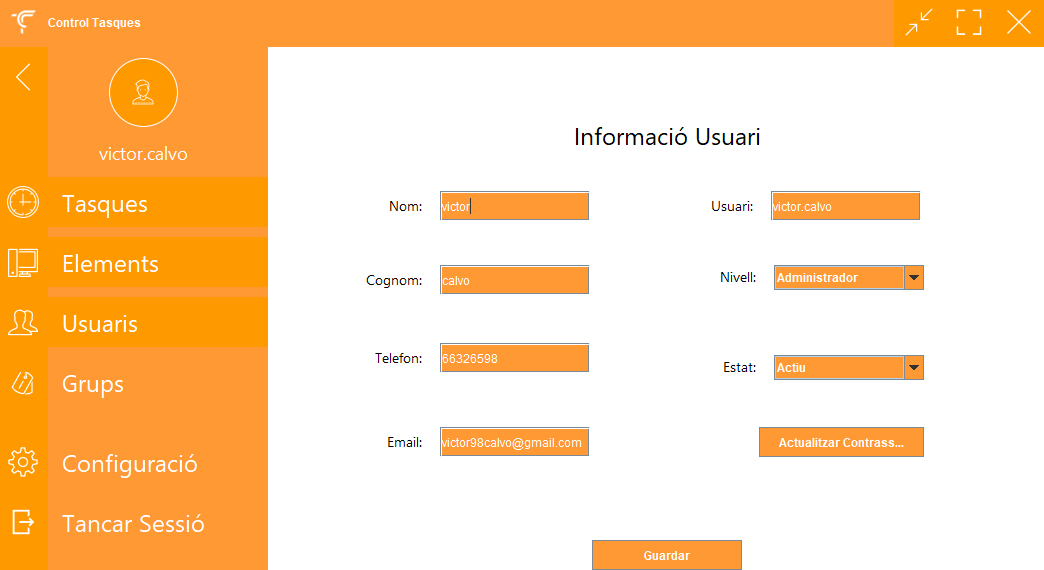 Control Tasques
victor.calvo
Tasques
Elements
Usuaris
Grups
Configuració
Tancar Sessió
Informació Usuari
Nom: victor
Usuari: victor.calvo
Cognom: calvo
Nivell: Administrador
Telefon: 66326598
Estat: Actiu
Email: victor98calvo@gmail.com
Actualitzar Contrass...
Guardar